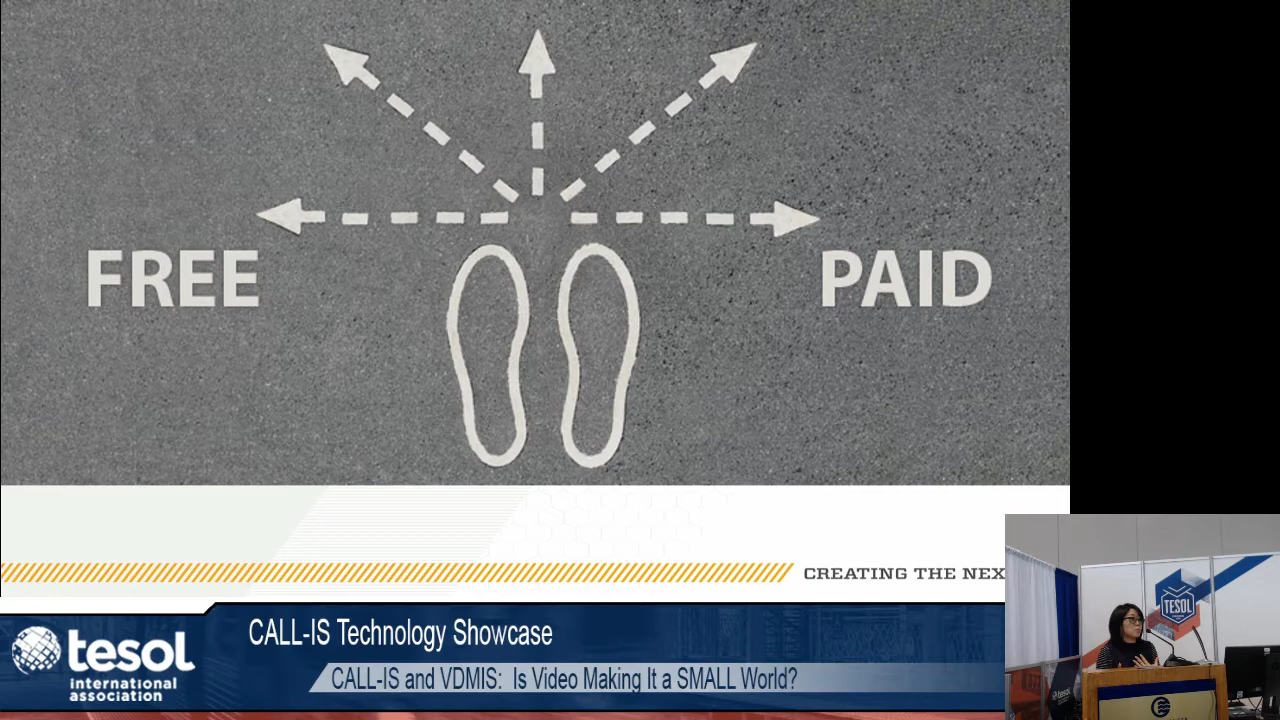 FREE
PAID
CREATING THE NEX
TESOL
tesol
international
association
CALL-IS Technology Showcase
CALL-IS and VDMIS: Is Video Making It a SMALL World?